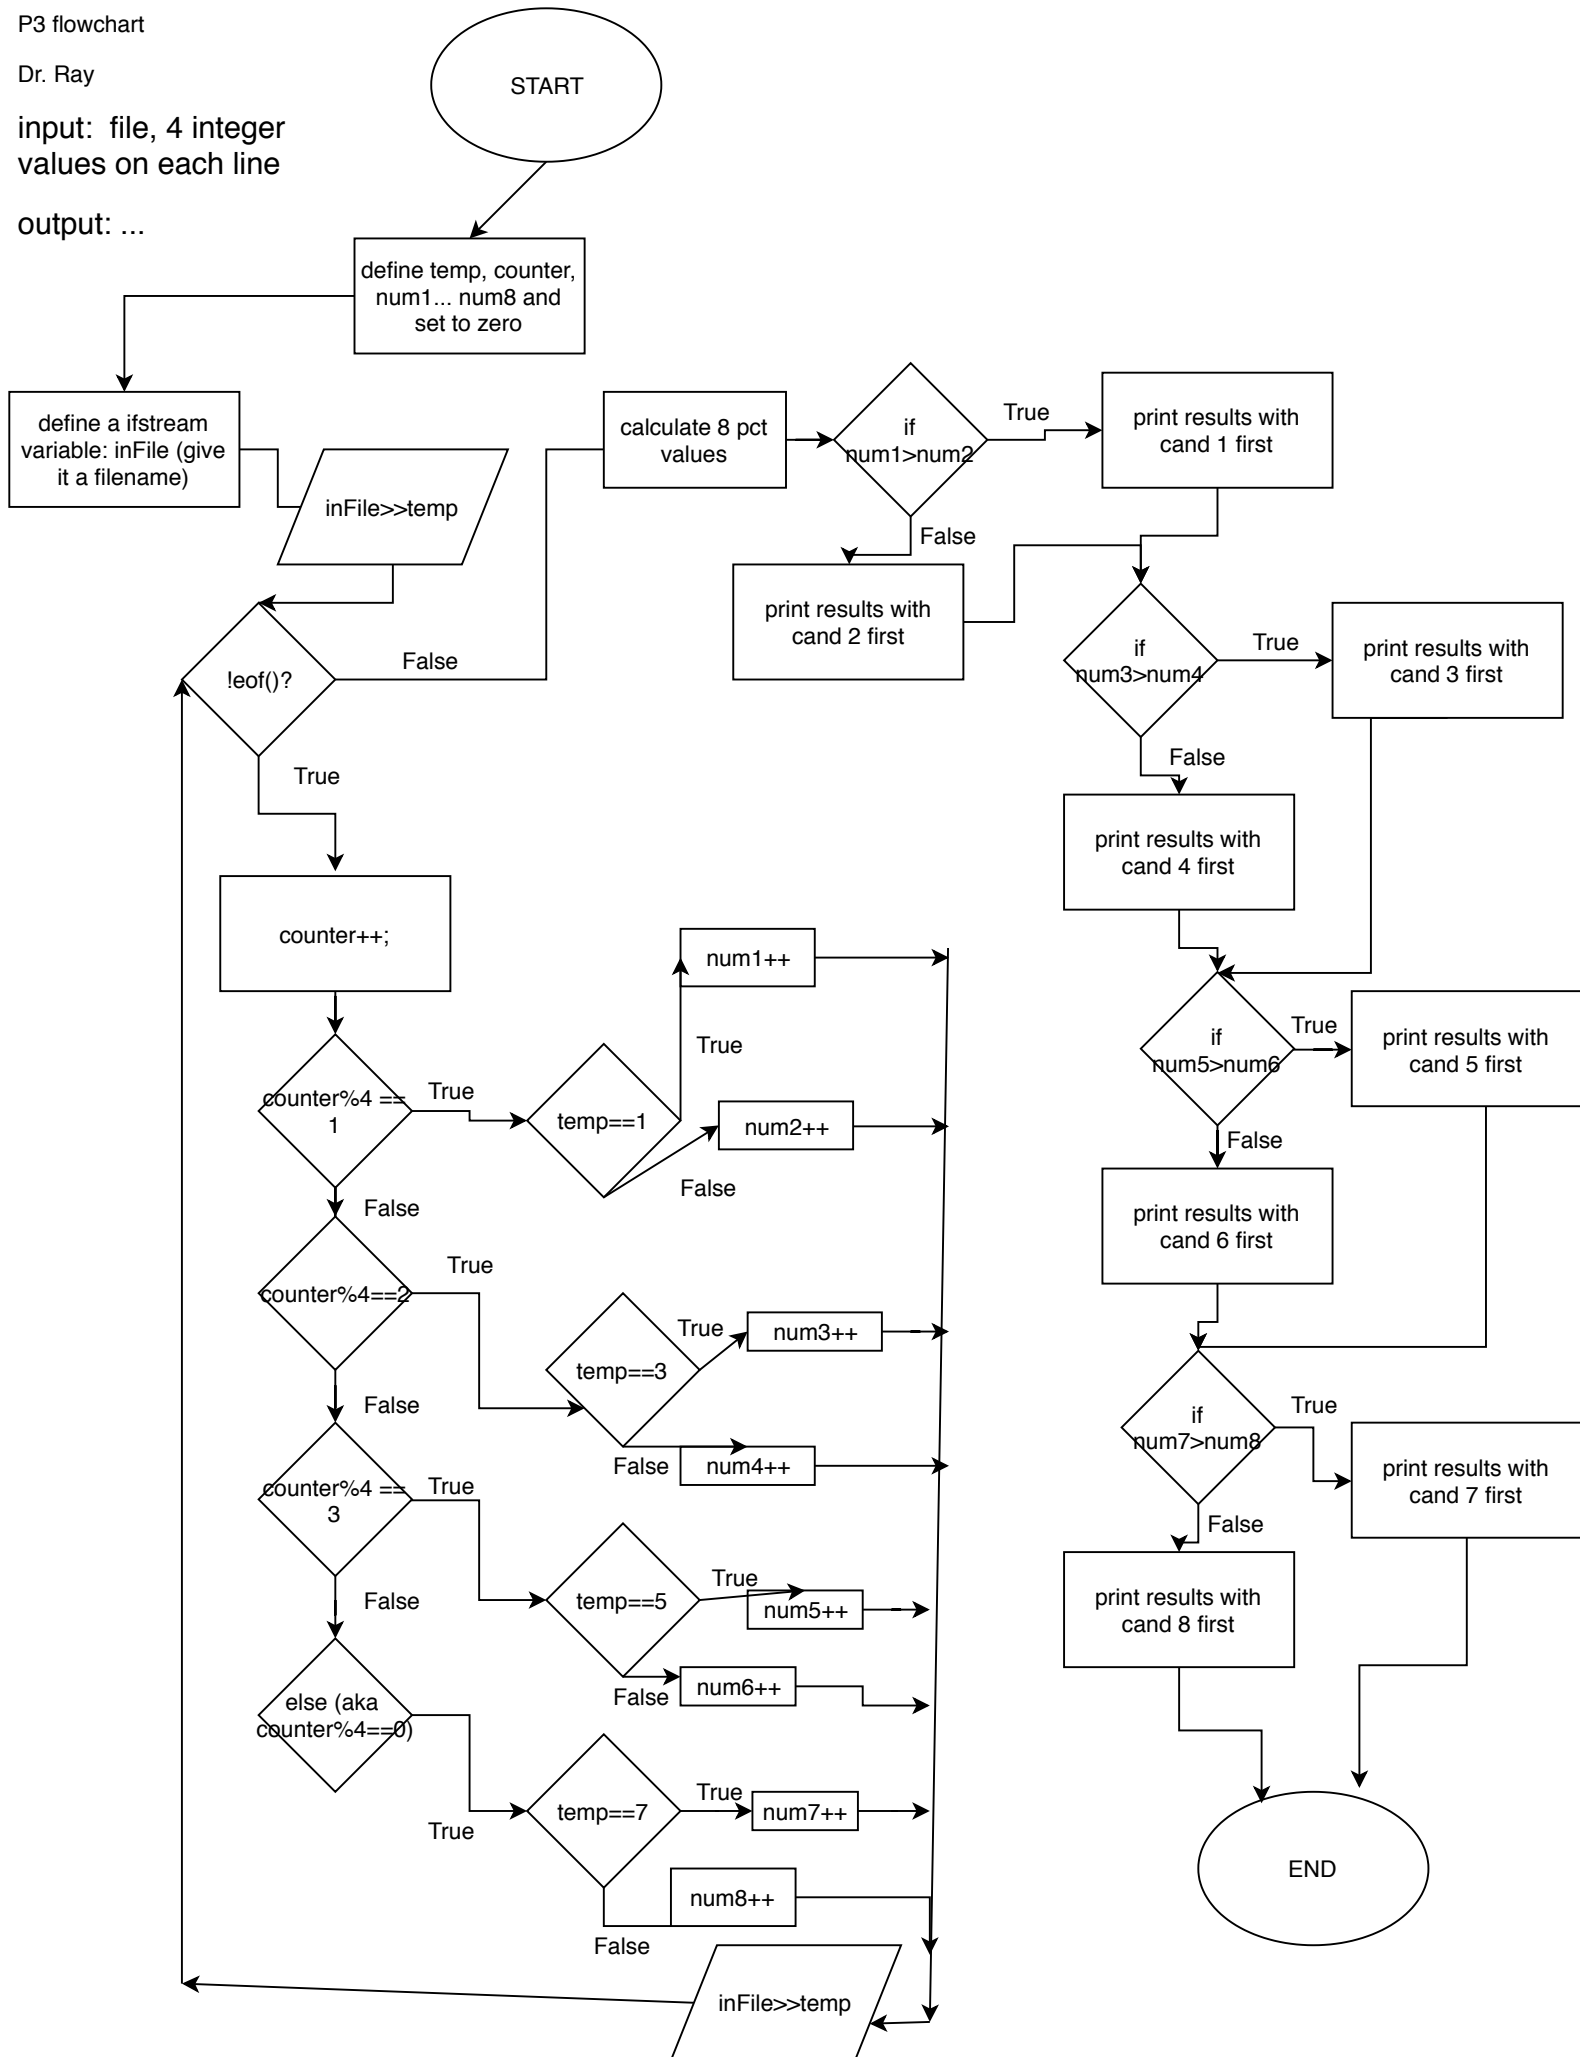 P3 flowchart
Dr. Ray
input:  file, 4 integer
values on each line
output: ...
START
define temp, counter,
num1... num8 and
set to zero
define a ifstream
variable: inFile (give
it a filename)
inFile>>temp
!eof()?
False
True
calculate 8 pct
values
if
num1>num2
True
print results with
cand 1 first
False
print results with
cand 2 first
if
num3>num4
True
print results with
cand 3 first
False
print results with
cand 4 first
if
num5>num6
True
print results with
cand 5 first
False
print results with
cand 6 first
if
num7>num8
True
print results with
cand 7 first
False
print results with
cand 8 first
END
counter++;
counter%4 ==
1
True
temp==1
True
num1++
False
num2++
False
counter%4==2
True
temp==3
True
num3++
False
num4++
False
counter%4 ==
3
True
temp==5
True
num5++
False
num6++
False
else (aka
counter%4==0)
True
temp==7
True
num7++
False
num8++
inFile>>temp